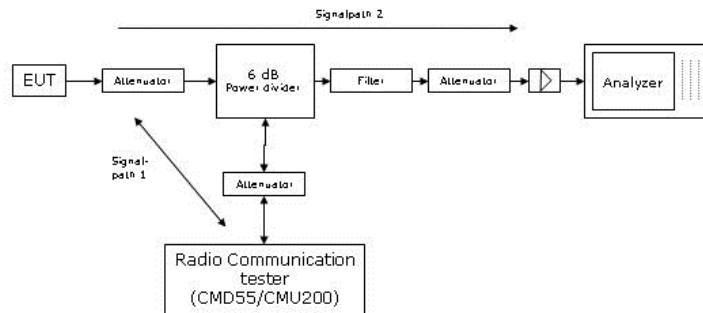 Signalpath 2
EUT
Attenuator
6 dB
Power divider
Filter
Attenuator
Analyzer
Signal-
path 1
Attenuator
Radio Communication
tester
(CMD55/CMU200)